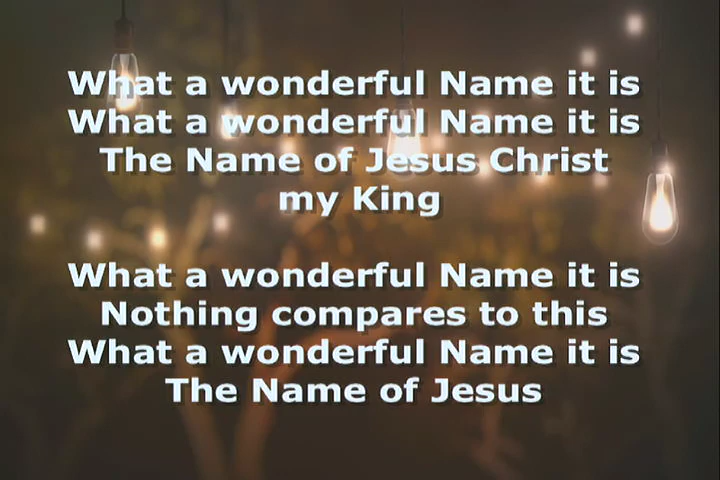 What a wonderful Name it is
What a wonderful Name it is
The Name of Jesus Christ
my King
What a wonderful Name it is
Nothing compares to this
What a wonderful Name it is
The Name of Jesus